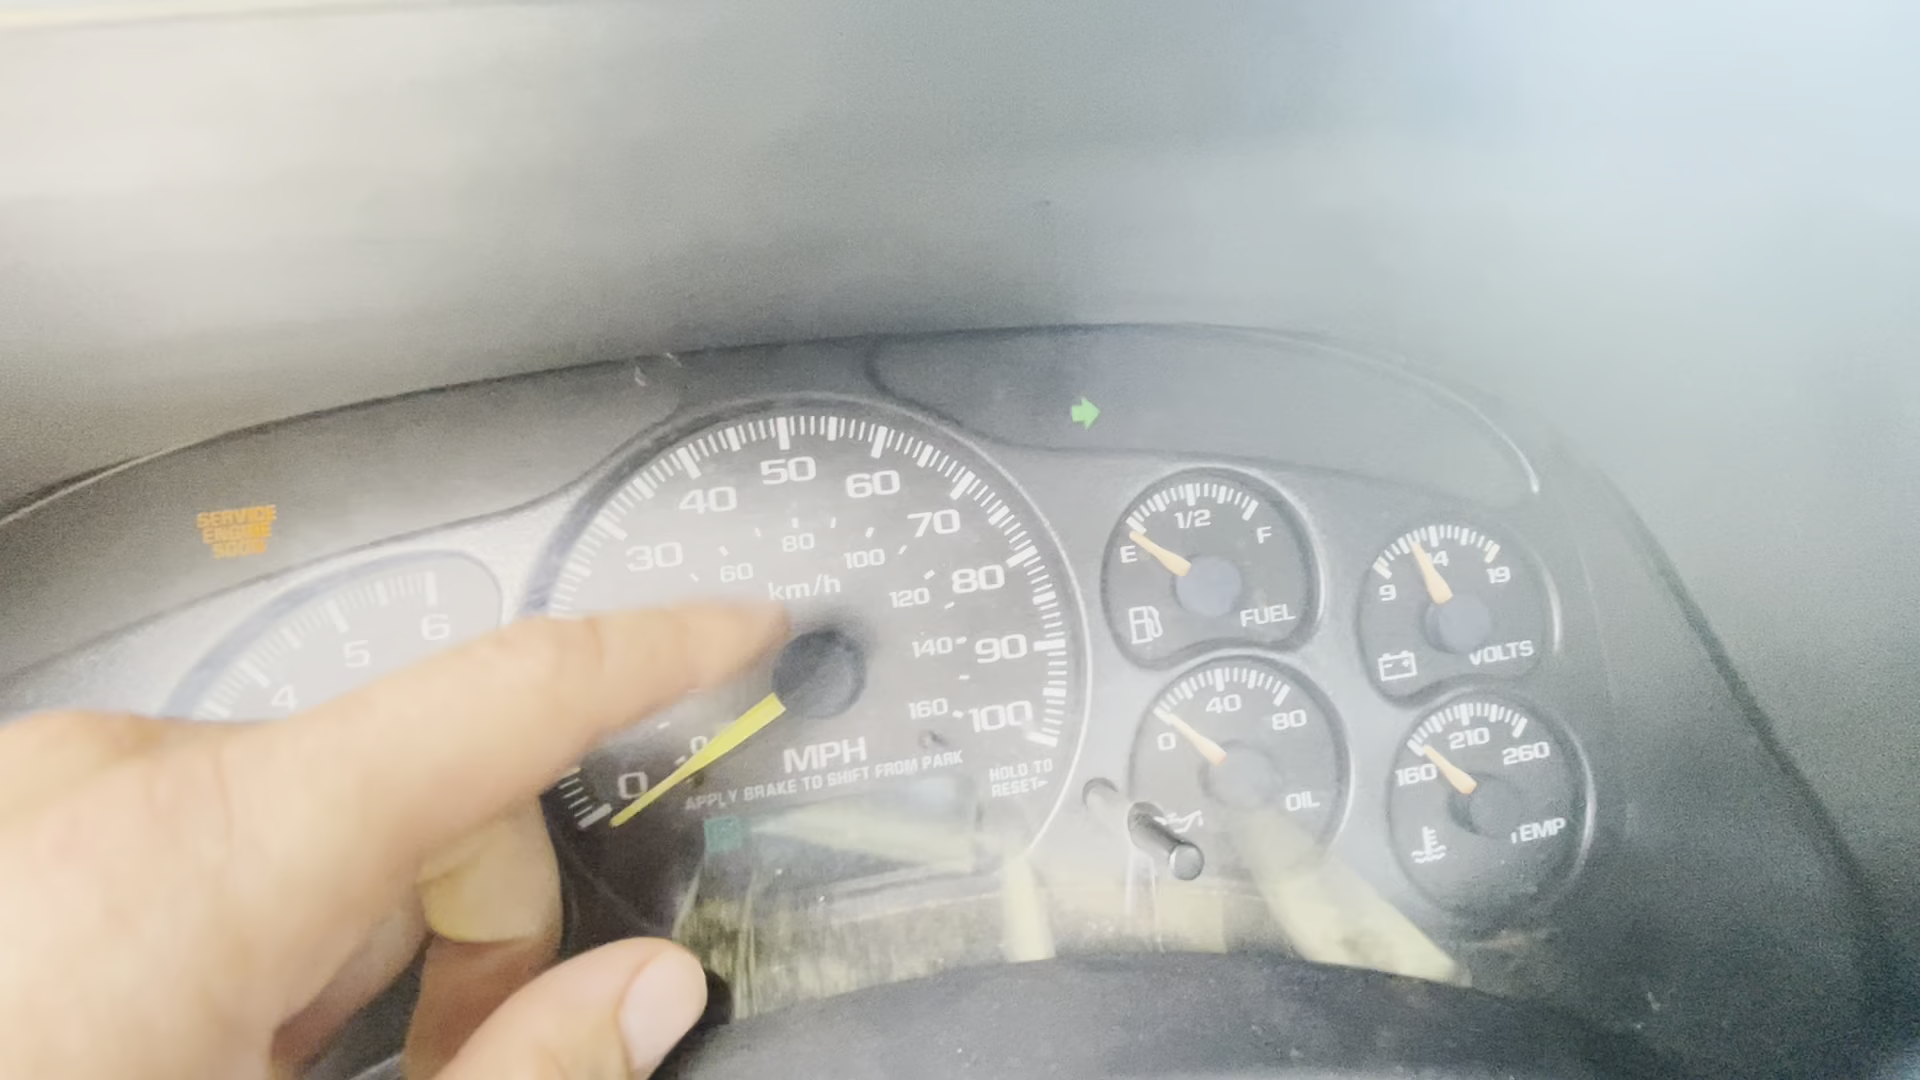 SERVICE
ENGINE
SOON
4
5
6
0
30
40
50
60
70
80
90
100
60
80
100
120
140
160
km/h
MPH
APPLY BRAKE TO SHIFT FROM PARK
HOLD TO
RESET
E
1/2
F
FUEL
9
19
VOLTS
0
40
80
OIL
160
210
260
TEMP